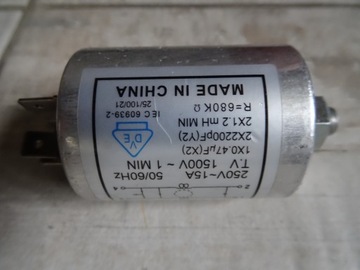 250V~15A 50/60Hz
T.V 1500V ~ 1 MIN
1X0.47µF(X2)
2X2200pF(Y2)
2X1.2 mH MIN
R=680K Ω
MADE IN CHINA
VDE
IEC 60939-2
25/100/21